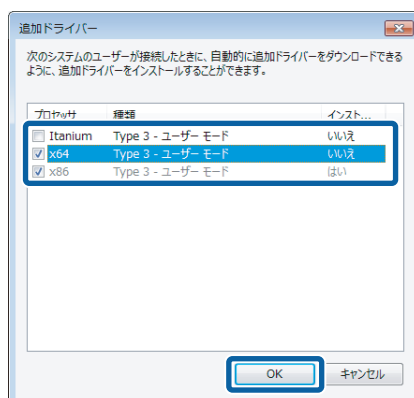 追加ドライバー
次のシステムのユーザーが接続したときに、自動的に追加ドライバーをダウンロードできる
ように、追加ドライバーをインストールすることができます。
プロセッサ 種類 インスト...
Itanium Type 3 - ユーザー モード いいえ
x64 Type 3 - ユーザー モード いいえ
x86 Type 3 - ユーザー モード はい
OK キャンセル